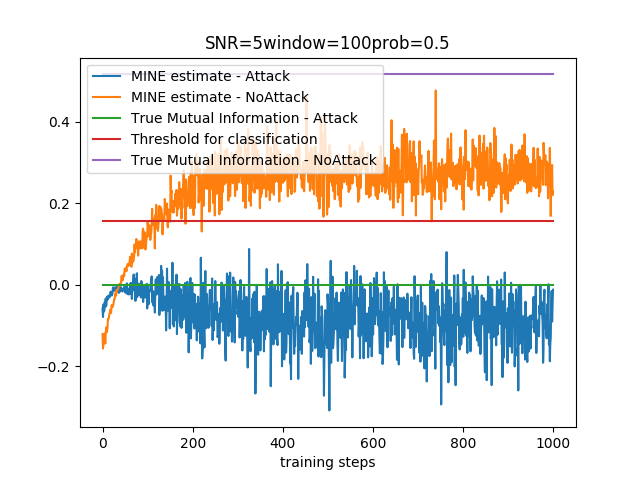 SNR=5window=100prob=0.5
MINE estimate - Attack
MINE estimate - NoAttack
True Mutual Information - Attack
Threshold for classification
True Mutual Information - NoAttack
0.4
0.2
0.0
−0.2
0 200 400 600 800 1000
training steps